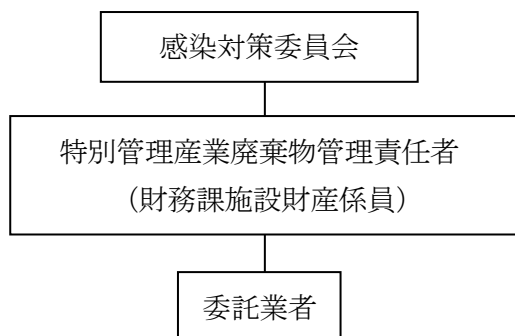 感染対策委員会
特別管理産業廃棄物管理責任者
（財務課施設財産係員）
委託業者